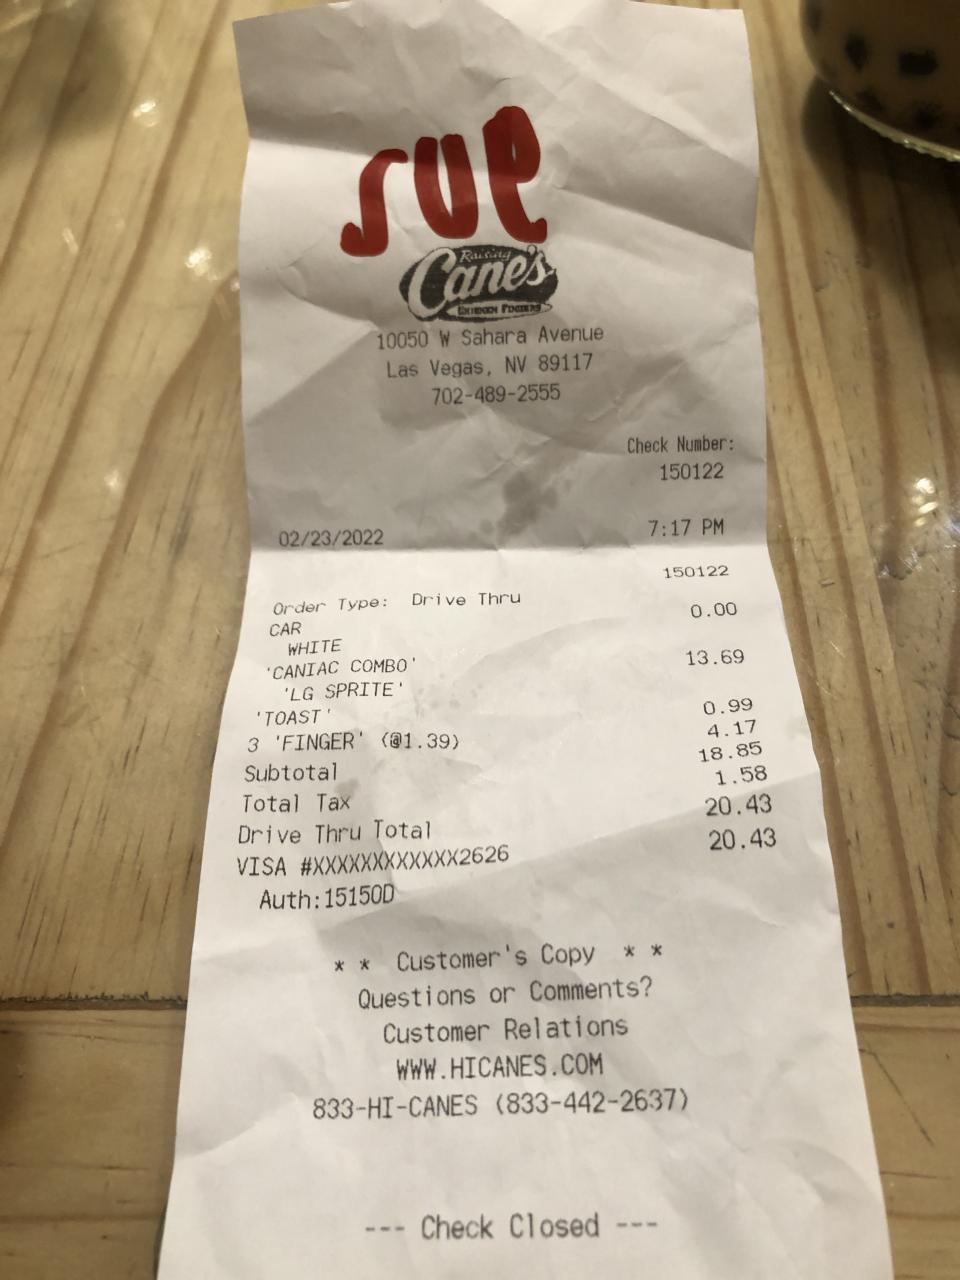 sue
Raising
Cane's
CHICKEN FINGERS
10050 W Sahara Avenue
Las Vegas, NV 89117
702-489-2555
Check Number:
150122
02/23/2022 7:17 PM
150122
Order Type: Drive Thru
CAR 0.00
WHITE
'CANIAC COMBO' 13.69
'LG SPRITE'
'TOAST' 0.99
3 'FINGER' (@1.39) 4.17
Subtotal 18.85
Total Tax 1.58
Drive Thru Total 20.43
VISA #XXXXXXXXXXXX2626 20.43
Auth:15150D
* * Customer's Copy * *
Questions or Comments?
Customer Relations
WWW.HICANES.COM
833-HI-CANES (833-442-2637)
--- Check Closed ---